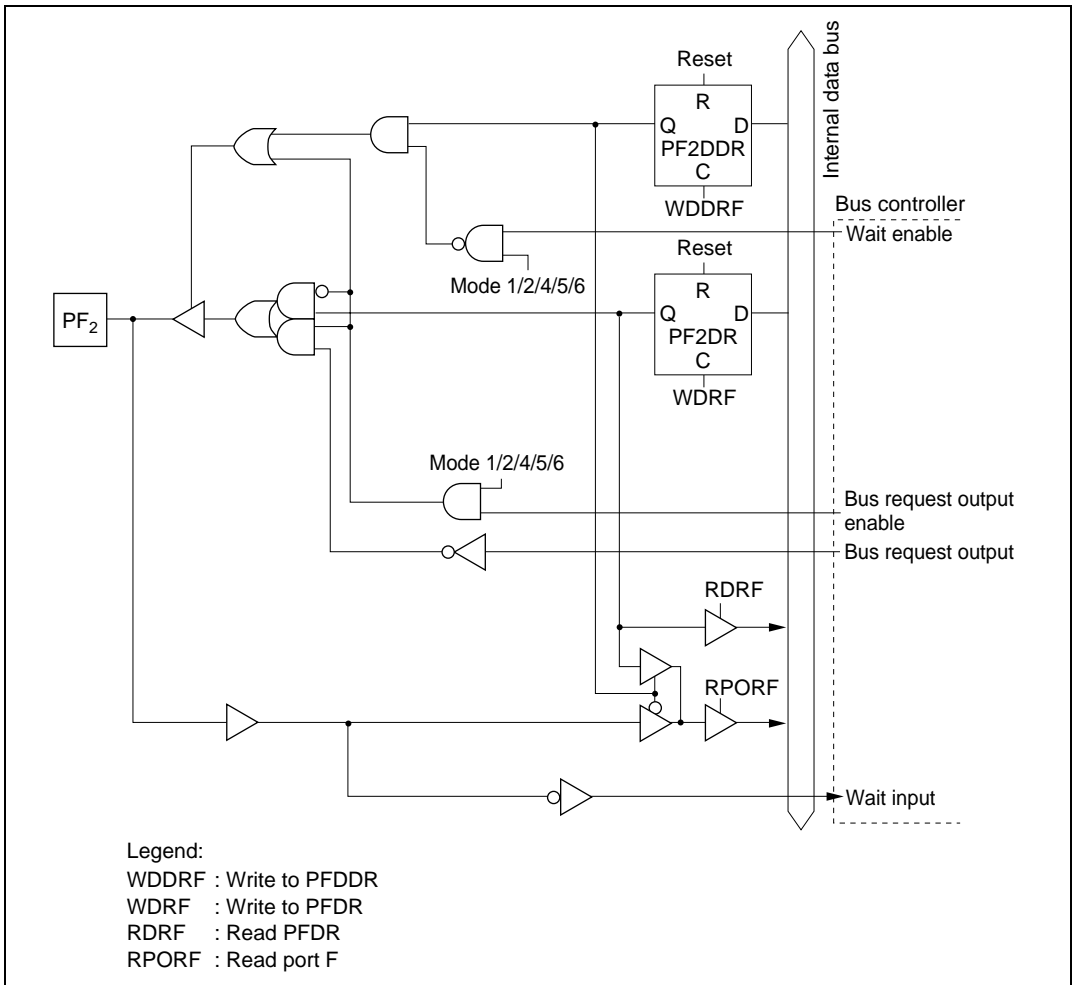 Reset
R
Q D
PF2DDR
C
WDDRF
Internal data bus
Bus controller
Wait enable
Mode 1/2/4/5/6
Reset
R
Q D
PF2DR
C
WDRF
PF2
Mode 1/2/4/5/6
Bus request output
enable
Bus request output
RDRF
RPORF
Wait input
Legend:
WDDRF : Write to PFDDR
WDRF : Write to PFDR
RDRF : Read PFDR
RPORF : Read port F